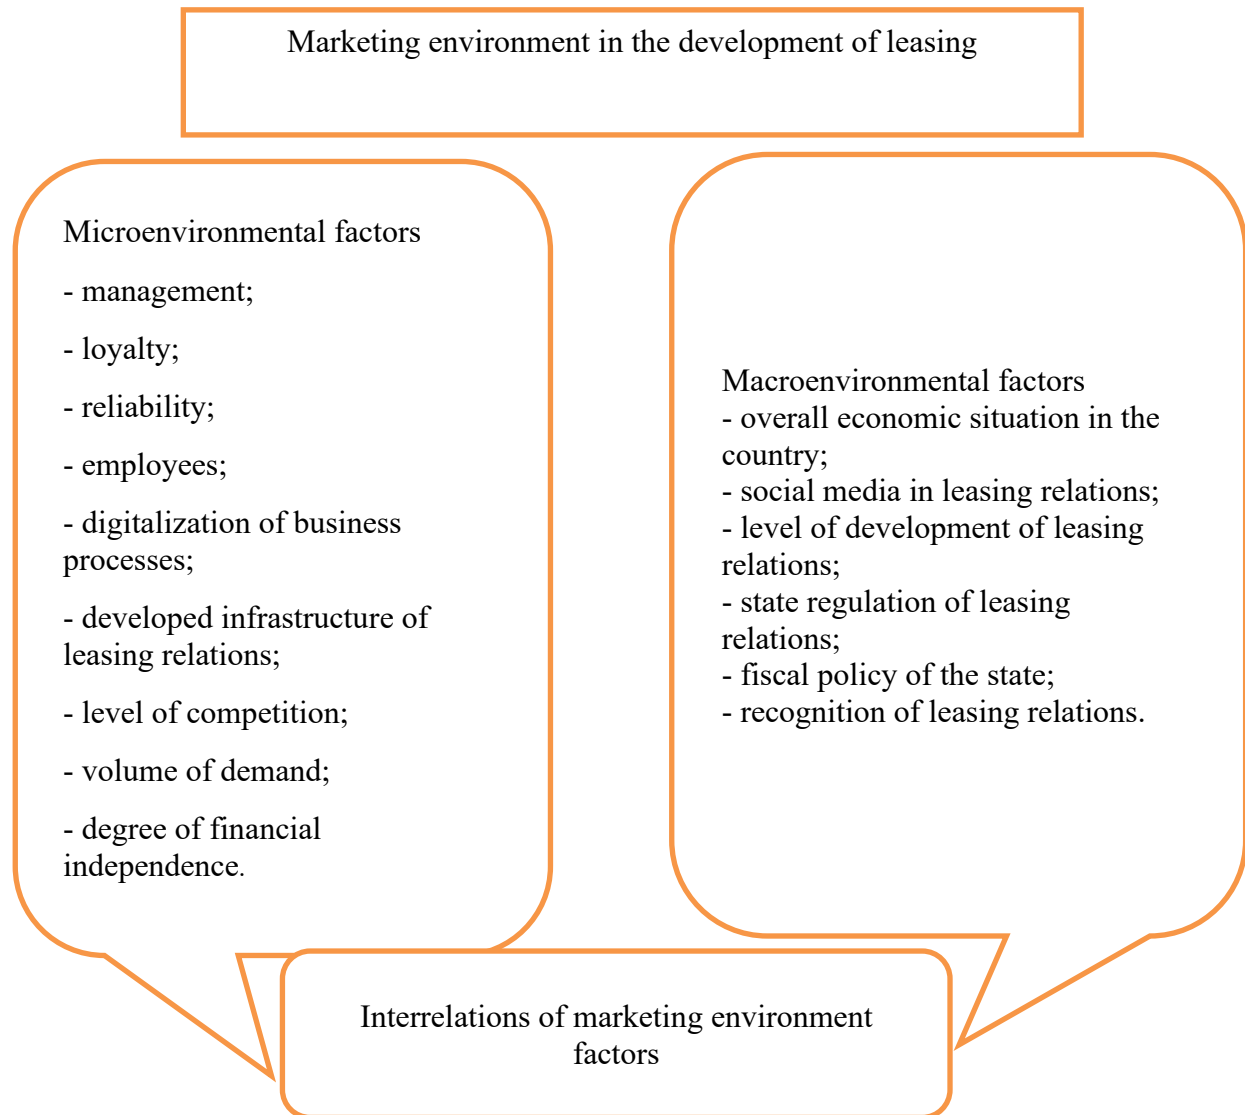 Marketing environment in the development of leasing
Microenvironmental factors
- management;
- loyalty;
- reliability;
- employees;
- digitalization of business
processes;
- developed infrastructure of
leasing relations;
- level of competition;
- volume of demand;
- degree of financial
independence.
Macroenvironmental factors
- overall economic situation in the
country;
- social media in leasing relations;
- level of development of leasing
relations;
- state regulation of leasing
relations;
- fiscal policy of the state;
- recognition of leasing relations.
Interrelations of marketing environment
factors